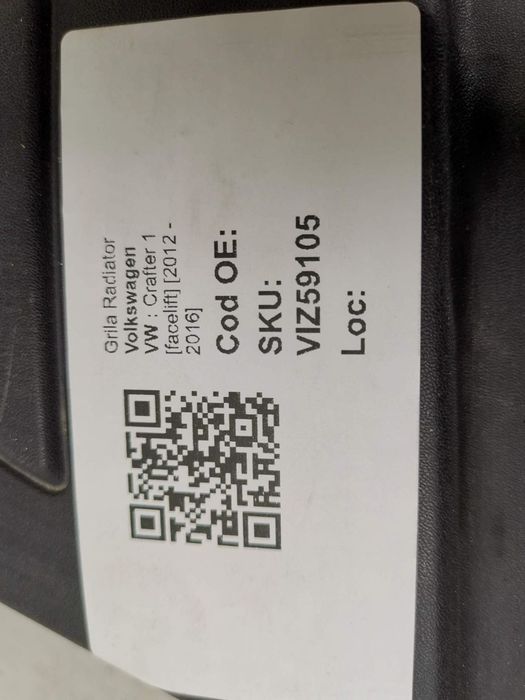 Grila Radiator
Volkswagen
VW : Crafter 1
[facelift] [2012 -
2016]
Cod OE:
SKU:
VIZ59105
Loc: